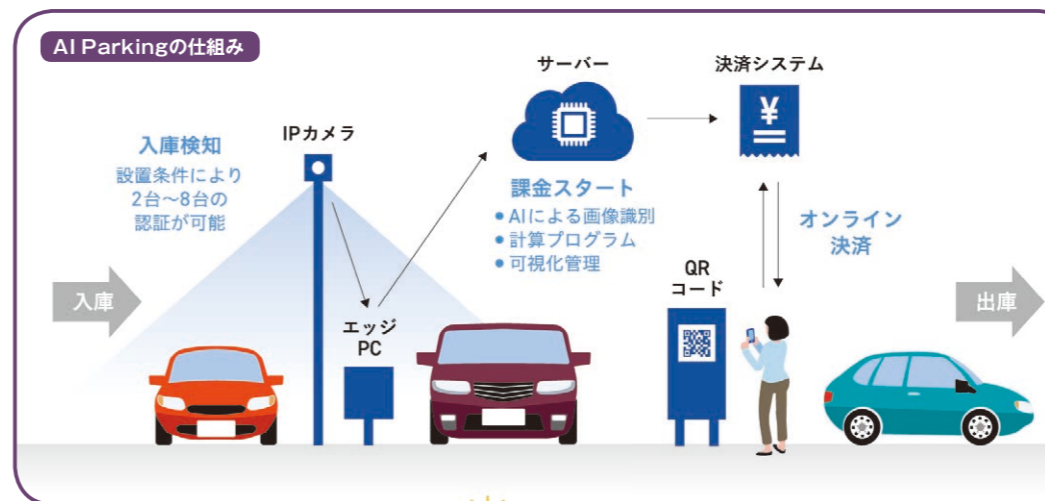 AI Parkingの仕組み
サーバー
決済システム
¥
IPカメラ
入庫検知
設置条件により
2台〜8台の
認証が可能
課金スタート
● AIによる画像識別
● 計算プログラム
● 可視化管理
オンライン
決済
QR
コード
入庫
エッジ
PC
出庫